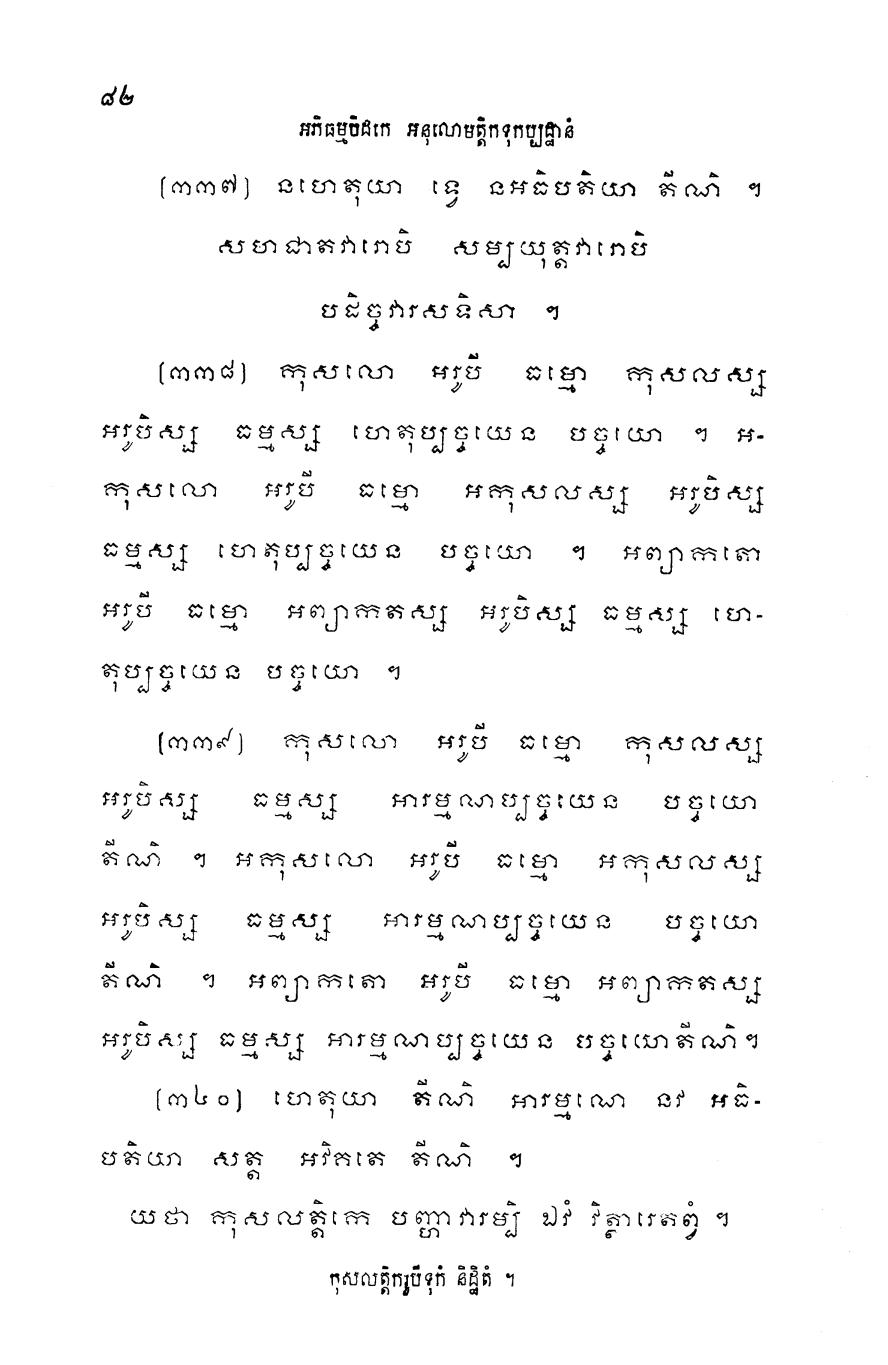 ៨២
អភិធម្មបិដកេ អនុលោមត្តិកទុកប្បដ្ឋានំ
(៣៣៧) នហេតុយា ទ្វេ នអធិបតិយា តីណិ ។
សហជាតវារោបិ សម្បយុត្តវារោបិ
បដិច្ចវារសទិសា ។
(៣៣៨) កុសលោ អរូបី ធម្មោ កុសលស្ស
អរូបិស្ស ធម្មស្ស ហេតុប្បច្ចយេន បច្ចយោ ។ អ-
កុសលោ អរូបី ធម្មោ អកុសលស្ស អរូបិស្ស
ធម្មស្ស ហេតុប្បច្ចយេន បច្ចយោ ។ អព្យាកតោ
អរូបី ធម្មោ អព្យាកតស្ស អរូបិស្ស ធម្មស្ស ហេ-
តុប្បច្ចយេន បច្ចយោ ។
(៣៣៩) កុសលោ អរូបី ធម្មោ កុសលស្ស
អរូបិស្ស ធម្មស្ស អារម្មណប្បច្ចយេន បច្ចយោ
តីណិ ។ អកុសលោ អរូបី ធម្មោ អកុសលស្ស
អរូបិស្ស ធម្មស្ស អារម្មណប្បច្ចយេន បច្ចយោ
តីណិ ។ អព្យាកតោ អរូបី ធម្មោ អព្យាកតស្ស
អរូបិស្ស ធម្មស្ស អារម្មណប្បច្ចយេន បច្ចយោតីណិ។
(៣៤០) ហេតុយា តីណិ អារម្មណេ នវ អធិ-
បតិយា សត្ត អវិគតេ តីណិ ។
យថា កុសលត្តិកេ បញ្ហាវារម្បិ ឯវំ វិត្ថារេតព្វំ ។
កុសលត្តិករូបីទុកំ និដ្ឋិតំ ។